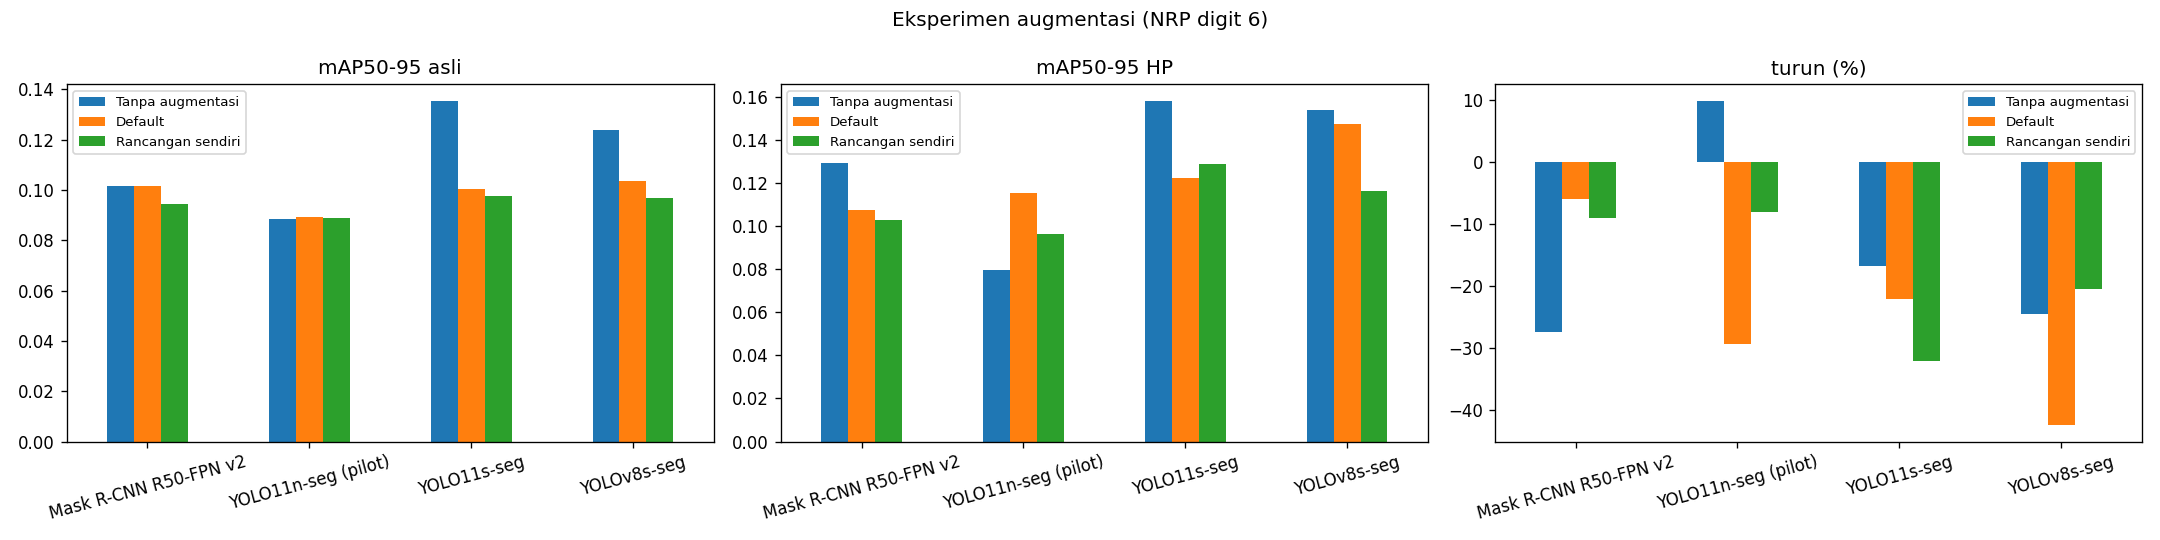 Eksperimen augmentasi (NRP digit 6)
mAP50-95 asli
0.14
0.12
0.10
0.08
0.06
0.04
0.02
0.00
Tanpa augmentasi
Default
Rancangan sendiri
Mask R-CNN R50-FPN v2
YOLO11n-seg (pilot)
YOLO11s-seg
YOLOv8s-seg
mAP50-95 HP
0.16
0.14
0.12
0.10
0.08
0.06
0.04
0.02
0.00
Tanpa augmentasi
Default
Rancangan sendiri
Mask R-CNN R50-FPN v2
YOLO11n-seg (pilot)
YOLO11s-seg
YOLOv8s-seg
turun (%)
10
0
−10
−20
−30
−40
Tanpa augmentasi
Default
Rancangan sendiri
Mask R-CNN R50-FPN v2
YOLO11n-seg (pilot)
YOLO11s-seg
YOLOv8s-seg